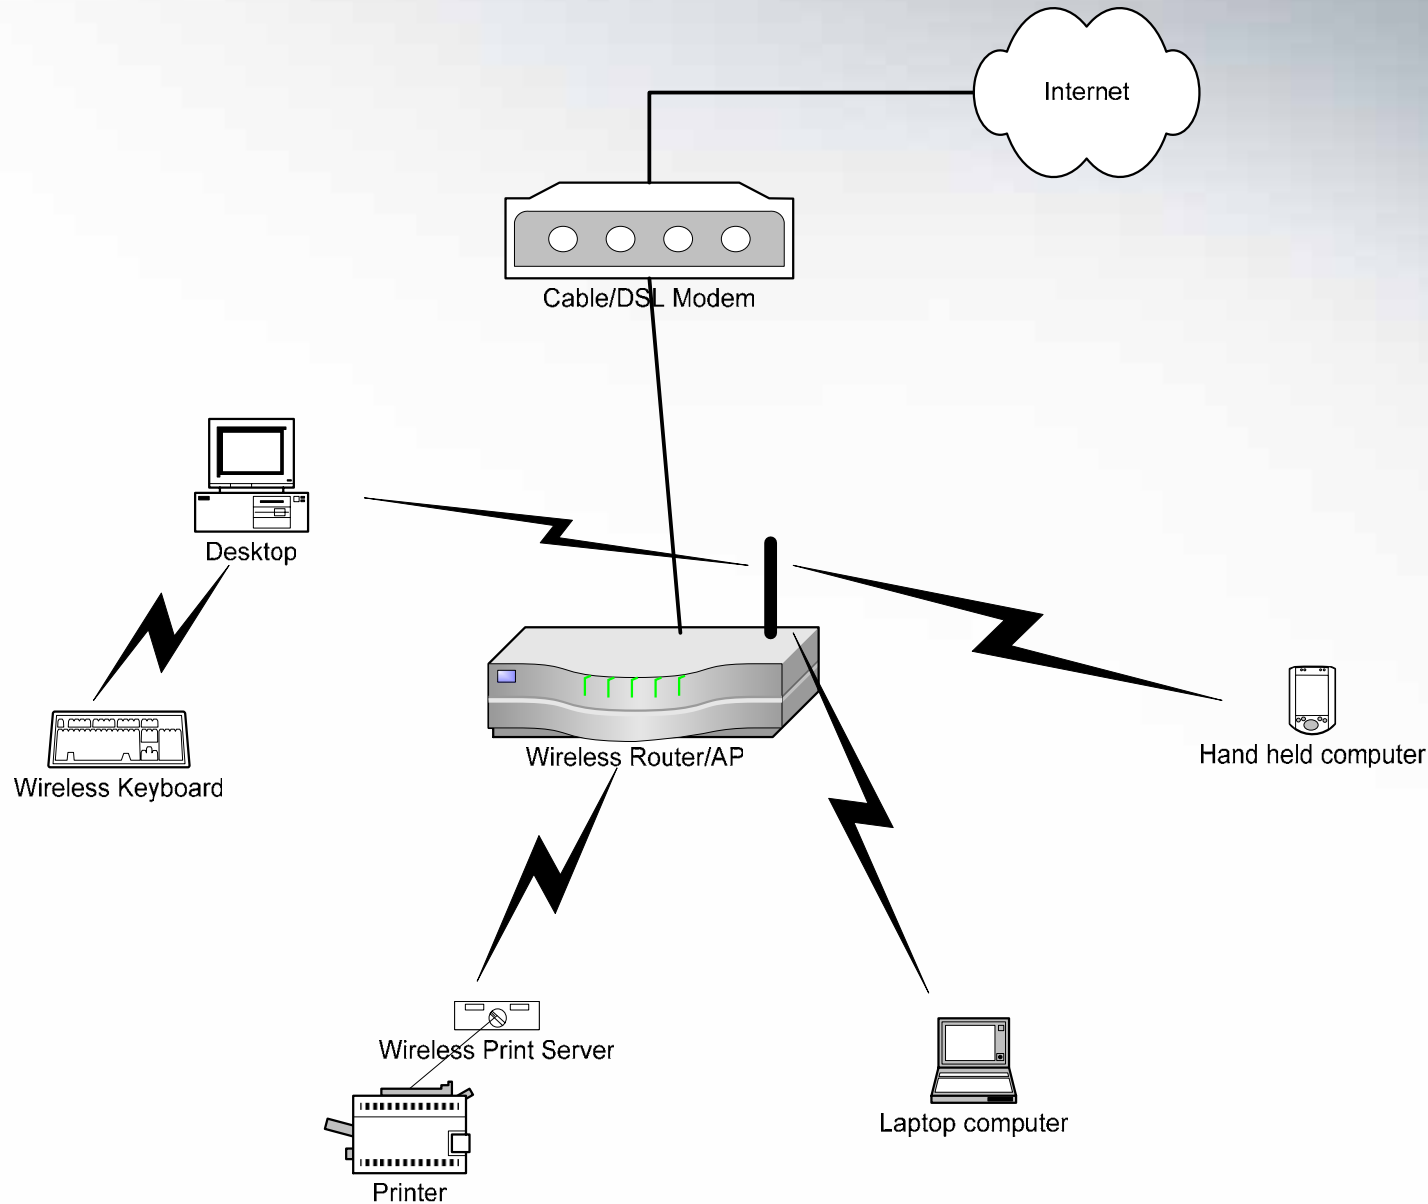 Internet
Cable/DSL Modem
Desktop
Wireless Keyboard
Wireless Router/AP
Hand held computer
Wireless Print Server
Laptop computer
Printer